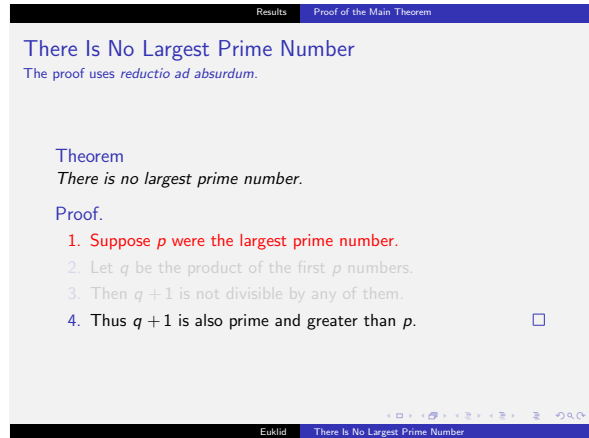 Results Proof of the Main Theorem
There Is No Largest Prime Number
The proof uses reductio ad absurdum.
Theorem
There is no largest prime number.
Proof.
1. Suppose p were the largest prime number.
2. Let q be the product of the first p numbers.
3. Then q + 1 is not divisible by any of them.
4. Thus q + 1 is also prime and greater than p.
Euklid There Is No Largest Prime Number